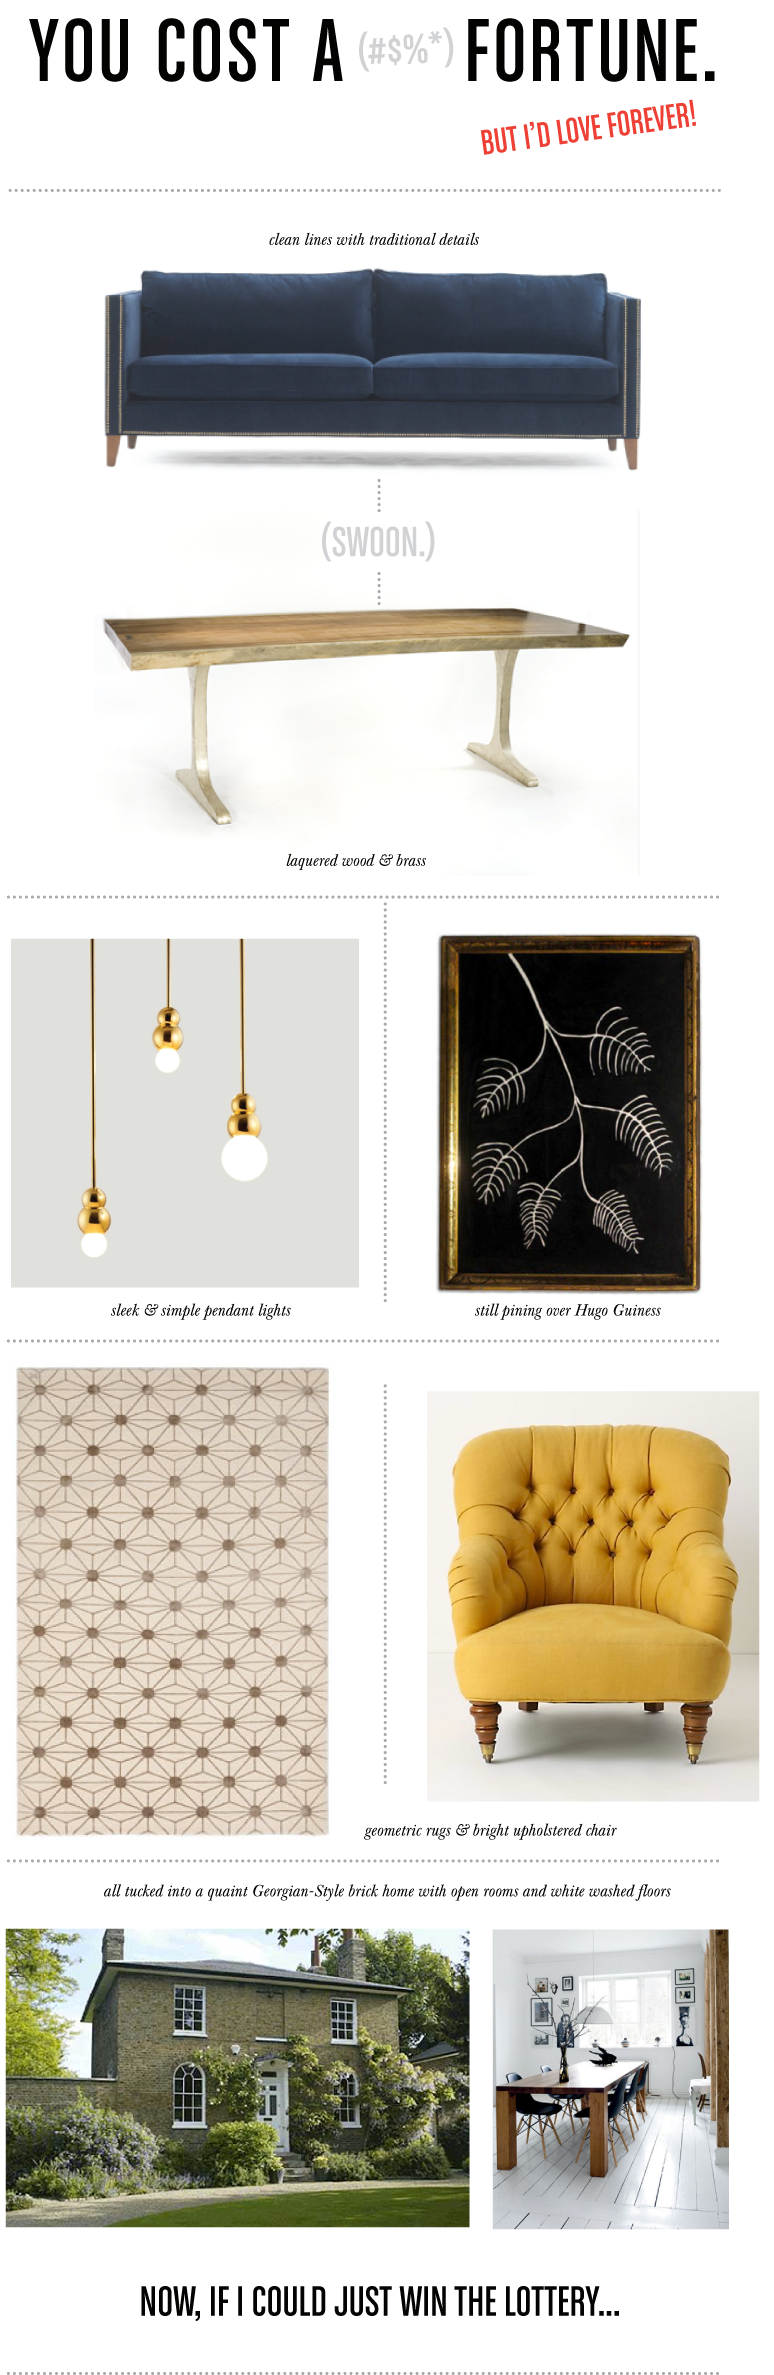 YOU COST A (#$%*) FORTUNE.
BUT I'D LOVE FOREVER!
clean lines with traditional details
(SWOON.)
laquered wood & brass
sleek & simple pendant lights
still pining over Hugo Guiness
geometric rugs & bright upholstered chair
all tucked into a quaint Georgian-Style brick home with open rooms and white washed floors
NOW, IF I COULD JUST WIN THE LOTTERY...